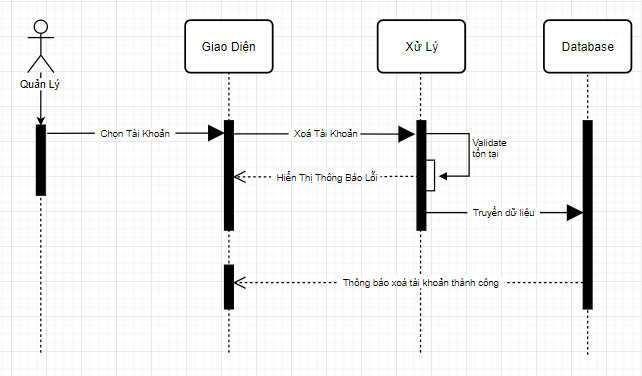 Giao Diện
Xử Lý
Database
Quản Lý
Chọn Tài Khoản
Xoá Tài Khoản
Validate
tồn tại
Hiển Thị Thông Báo Lỗi
Truyền dữ liệu
Thông báo xoá tài khoản thành công